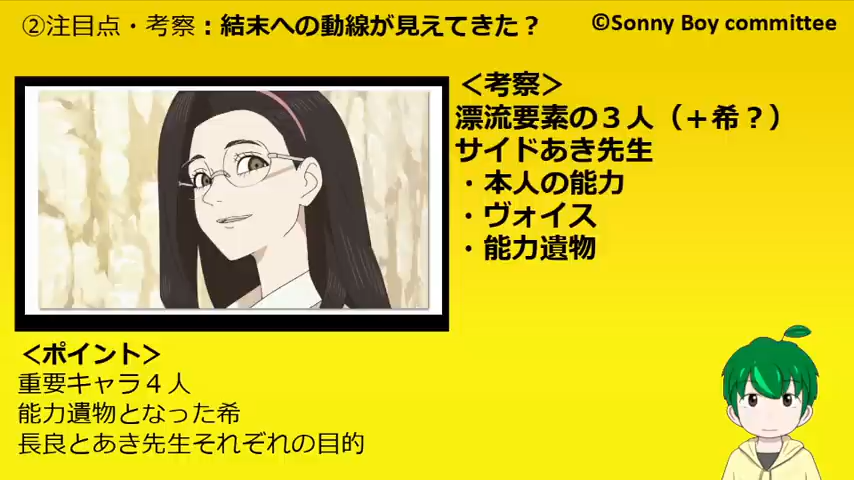 ②注目点・考察：結末への動線が見えてきた？
©Sonny Boy committee
＜考察＞
漂流要素の３人（＋希？）
サイドあき先生
・本人の能力
・ヴォイス
・能力遺物
＜ポイント＞
重要キャラ４人
能力遺物となった希
長良とあき先生それぞれの目的